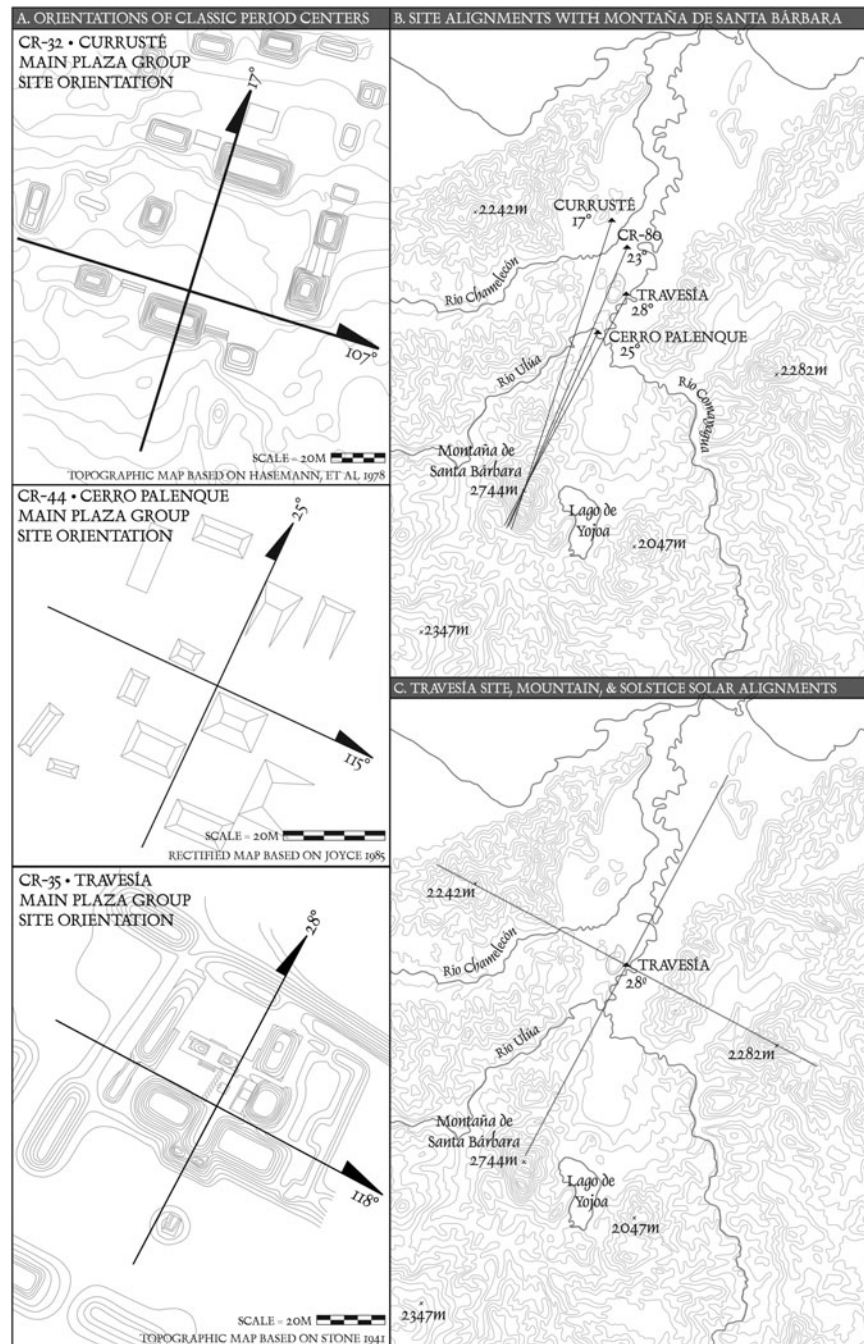 A. ORIENTATIONS OF CLASSIC PERIOD CENTERS
CR-32 • CURRUSTÉ
MAIN PLAZA GROUP
SITE ORIENTATION
17°
107°
SCALE = 20M
TOPOGRAPHIC MAP BASED ON HASEMANN, ET AL 1978
CR-44 • CERRO PALENQUE
MAIN PLAZA GROUP
SITE ORIENTATION
25°
115°
SCALE = 20M
RECTIFIED MAP BASED ON JOYCE 1985
CR-35 • TRAVESÍA
MAIN PLAZA GROUP
SITE ORIENTATION
28°
118°
SCALE = 20M
TOPOGRAPHIC MAP BASED ON STONE 1941
B. SITE ALIGNMENTS WITH MONTAÑA DE SANTA BÁRBARA
2242m
CURRUSTÉ
17°
CR-80
23°
Río Chamelecón
TRAVESÍA
28°
CERRO PALENQUE
25°
Río Ulúa
2282m
Río Comayagua
Montaña de
Santa Bárbara
2744m
Lago de
Yojoa
2047m
2347m
C. TRAVESÍA SITE, MOUNTAIN, & SOLSTICE SOLAR ALIGNMENTS
2242m
Río Chamelecón
TRAVESÍA
28º
Río Ulúa
2282m
Montaña de
Santa Bárbara
2744m
Lago de
Yojoa
2047m
2347m